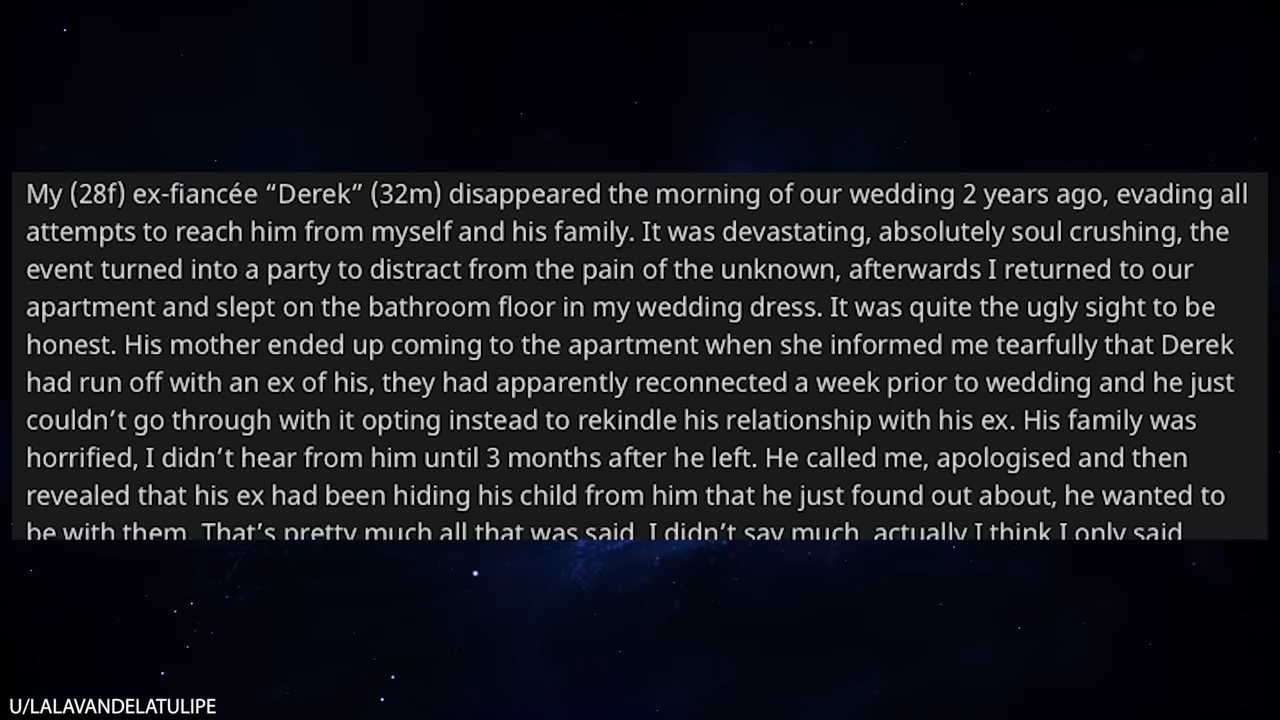 My (28f) ex-fiancée “Derek” (32m) disappeared the morning of our wedding 2 years ago, evading all
attempts to reach him from myself and his family. It was devastating, absolutely soul crushing, the
event turned into a party to distract from the pain of the unknown, afterwards I returned to our
apartment and slept on the bathroom floor in my wedding dress. It was quite the ugly sight to be
honest. His mother ended up coming to the apartment when she informed me tearfully that Derek
had run off with an ex of his, they had apparently reconnected a week prior to wedding and he just
couldn’t go through with it opting instead to rekindle his relationship with his ex. His family was
horrified, I didn’t hear from him until 3 months after he left. He called me, apologised and then
revealed that his ex had been hiding his child from him that he just found out about, he wanted to
be with them. That’s pretty much all that was said, I didn’t say much, actually I think I only said
U/LALAVANDELATULIPE